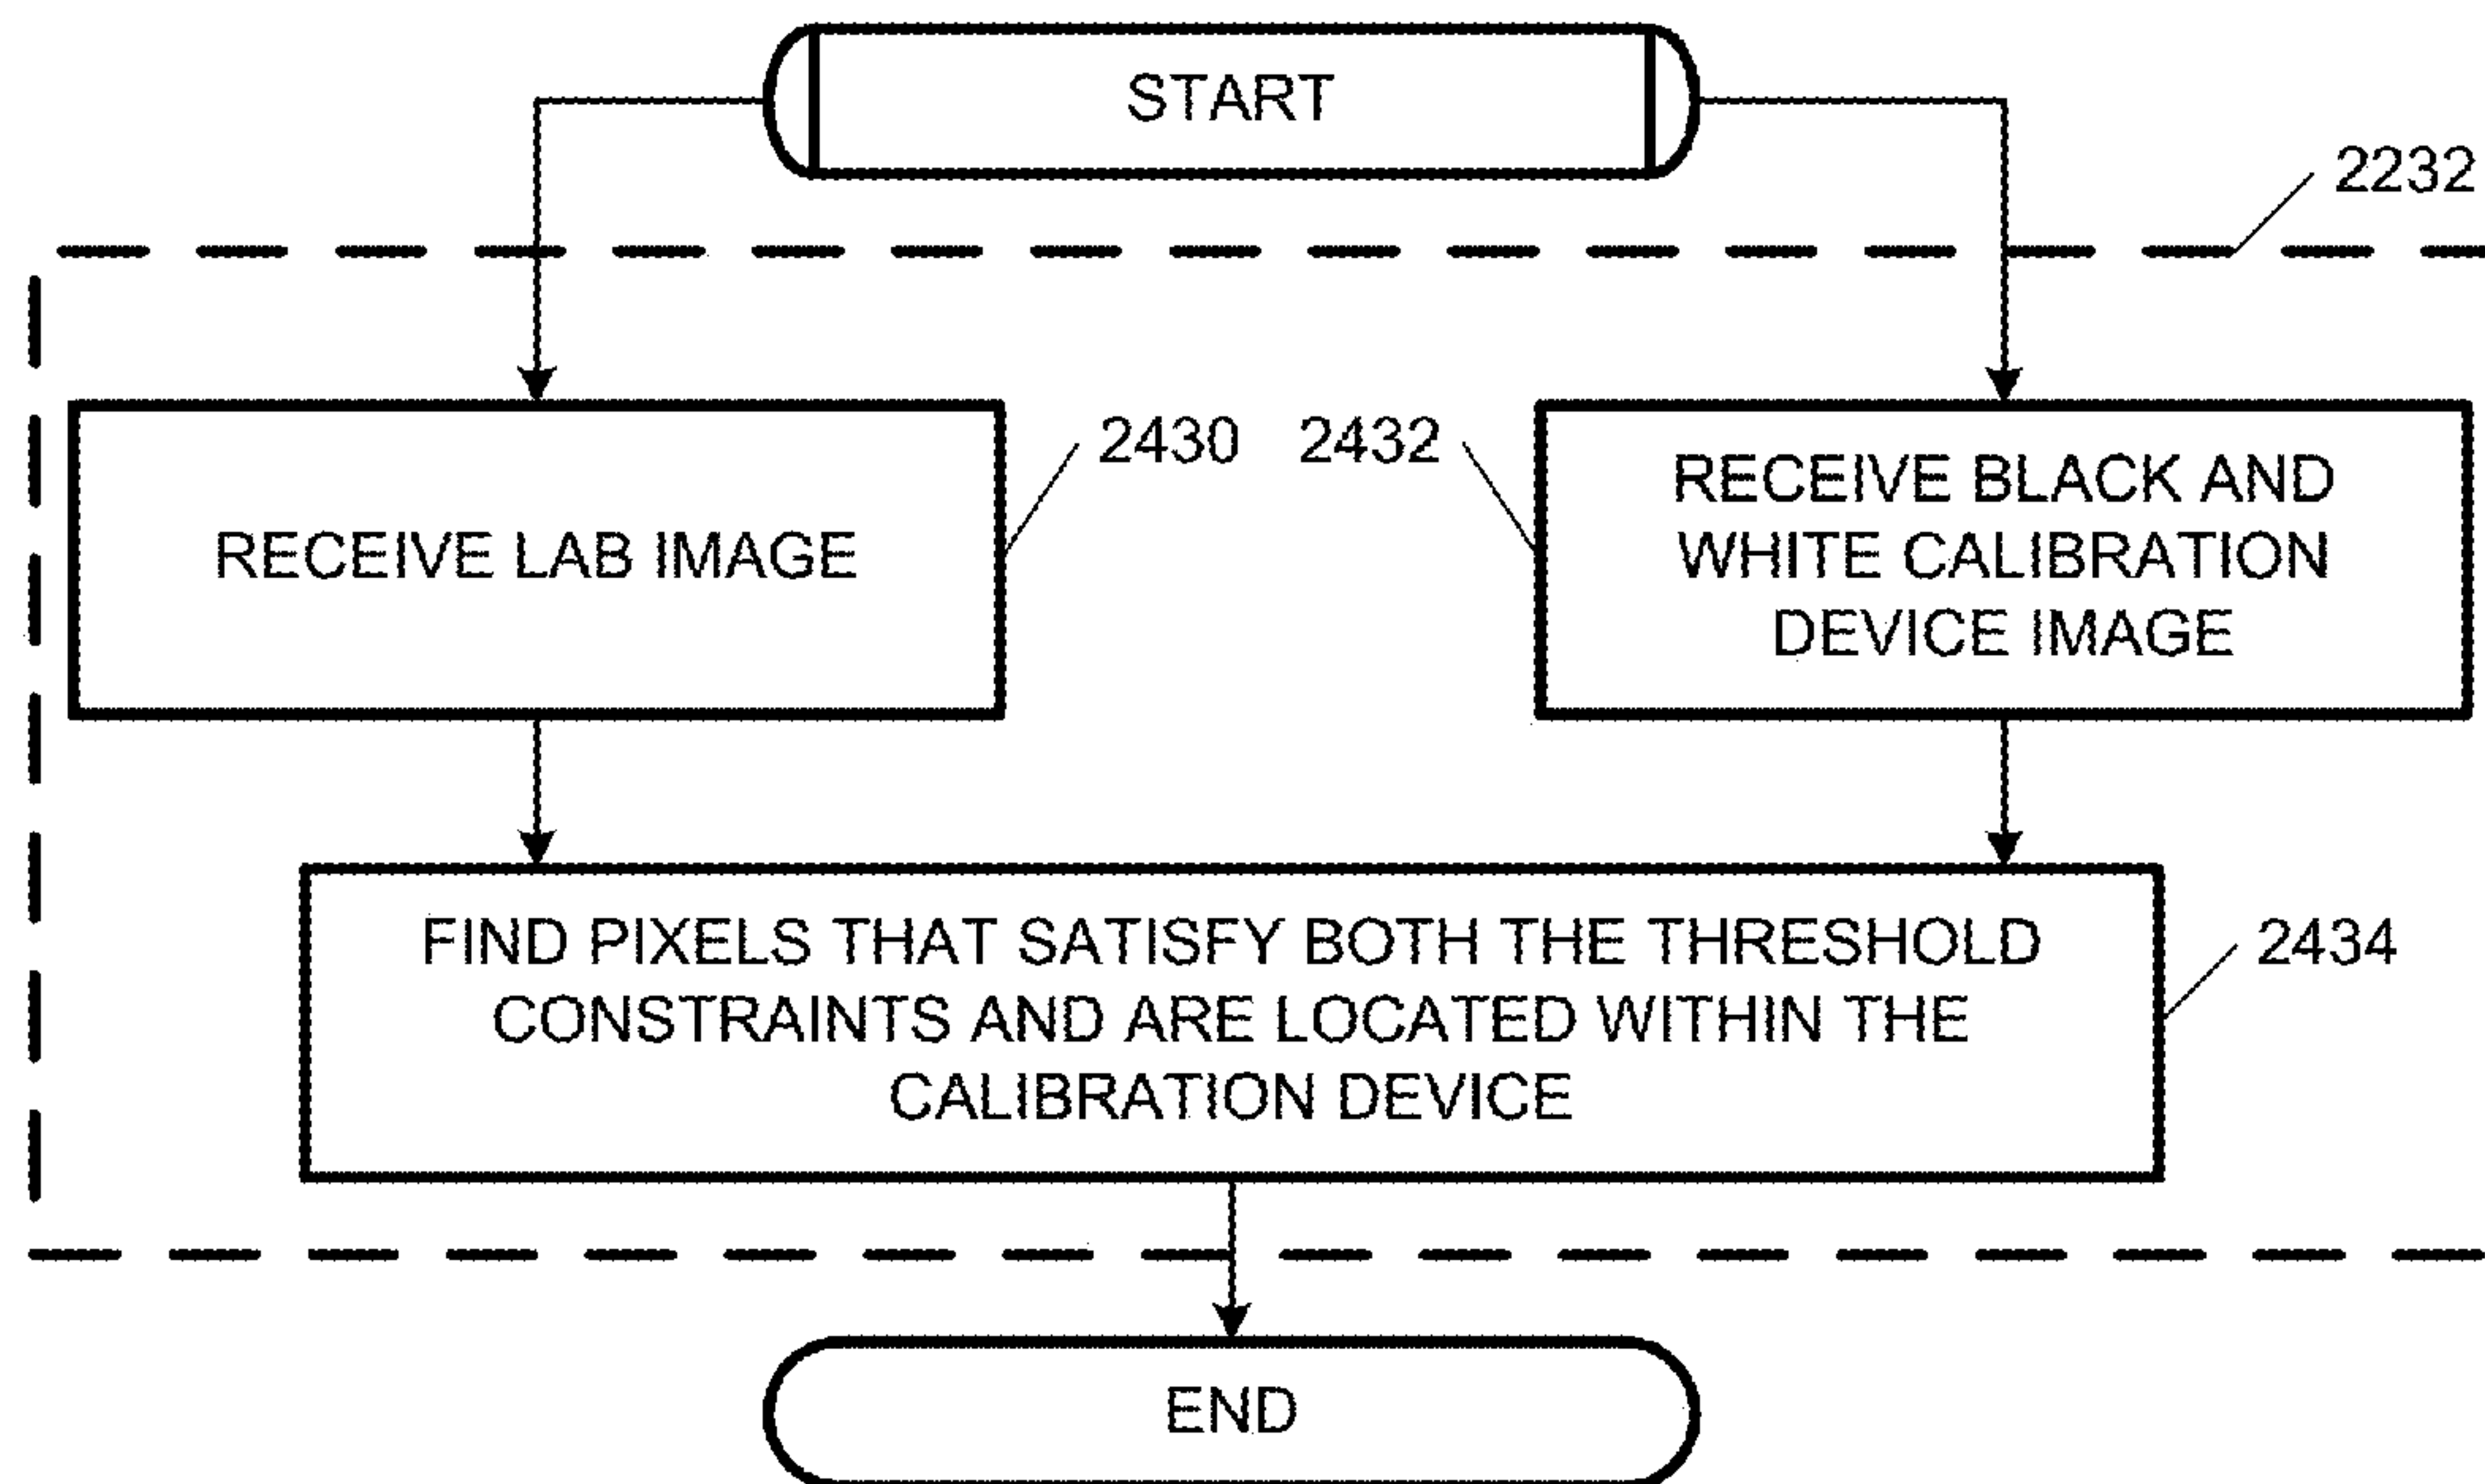 START
2232
2430
2432
RECEIVE LAB IMAGE
RECEIVE BLACK AND
WHITE CALIBRATION
DEVICE IMAGE
FIND PIXELS THAT SATISFY BOTH THE THRESHOLD
CONSTRAINTS AND ARE LOCATED WITHIN THE
CALIBRATION DEVICE
2434
END